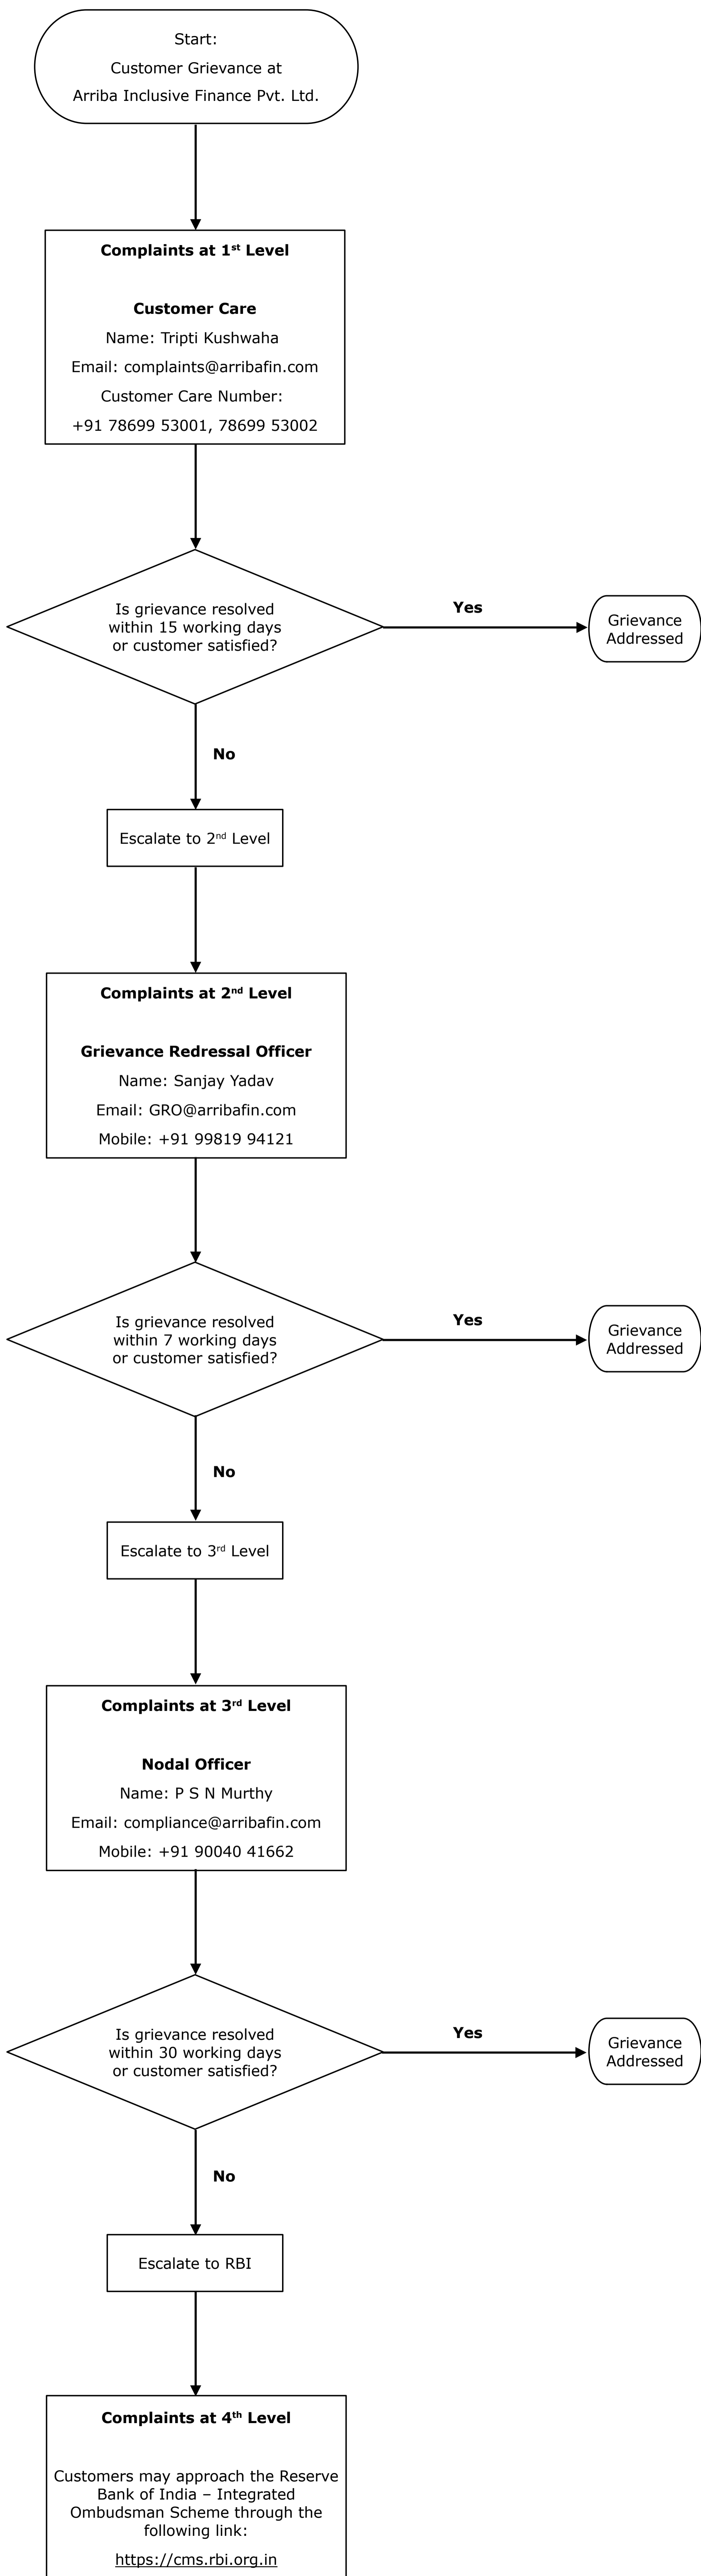 Start:
Customer Grievance at
Arriba Inclusive Finance Pvt. Ltd.
Complaints at 1st Level
Customer Care
Name: Tripti Kushwaha
Email: complaints@arribafin.com
Customer Care Number:
+91 78699 53001, 78699 53002
Is grievance resolved
within 15 working days
or customer satisfied?
Yes
Grievance
Addressed
No
Escalate to 2nd Level
Complaints at 2nd Level
Grievance Redressal Officer
Name: Sanjay Yadav
Email: GRO@arribafin.com
Mobile: +91 99819 94121
Is grievance resolved
within 7 working days
or customer satisfied?
Yes
Grievance
Addressed
No
Escalate to 3rd Level
Complaints at 3rd Level
Nodal Officer
Name: P S N Murthy
Email: compliance@arribafin.com
Mobile: +91 90040 41662
Is grievance resolved
within 30 working days
or customer satisfied?
Yes
Grievance
Addressed
No
Escalate to RBI
Complaints at 4th Level
Customers may approach the Reserve
Bank of India – Integrated
Ombudsman Scheme through the
following link:
https://cms.rbi.org.in